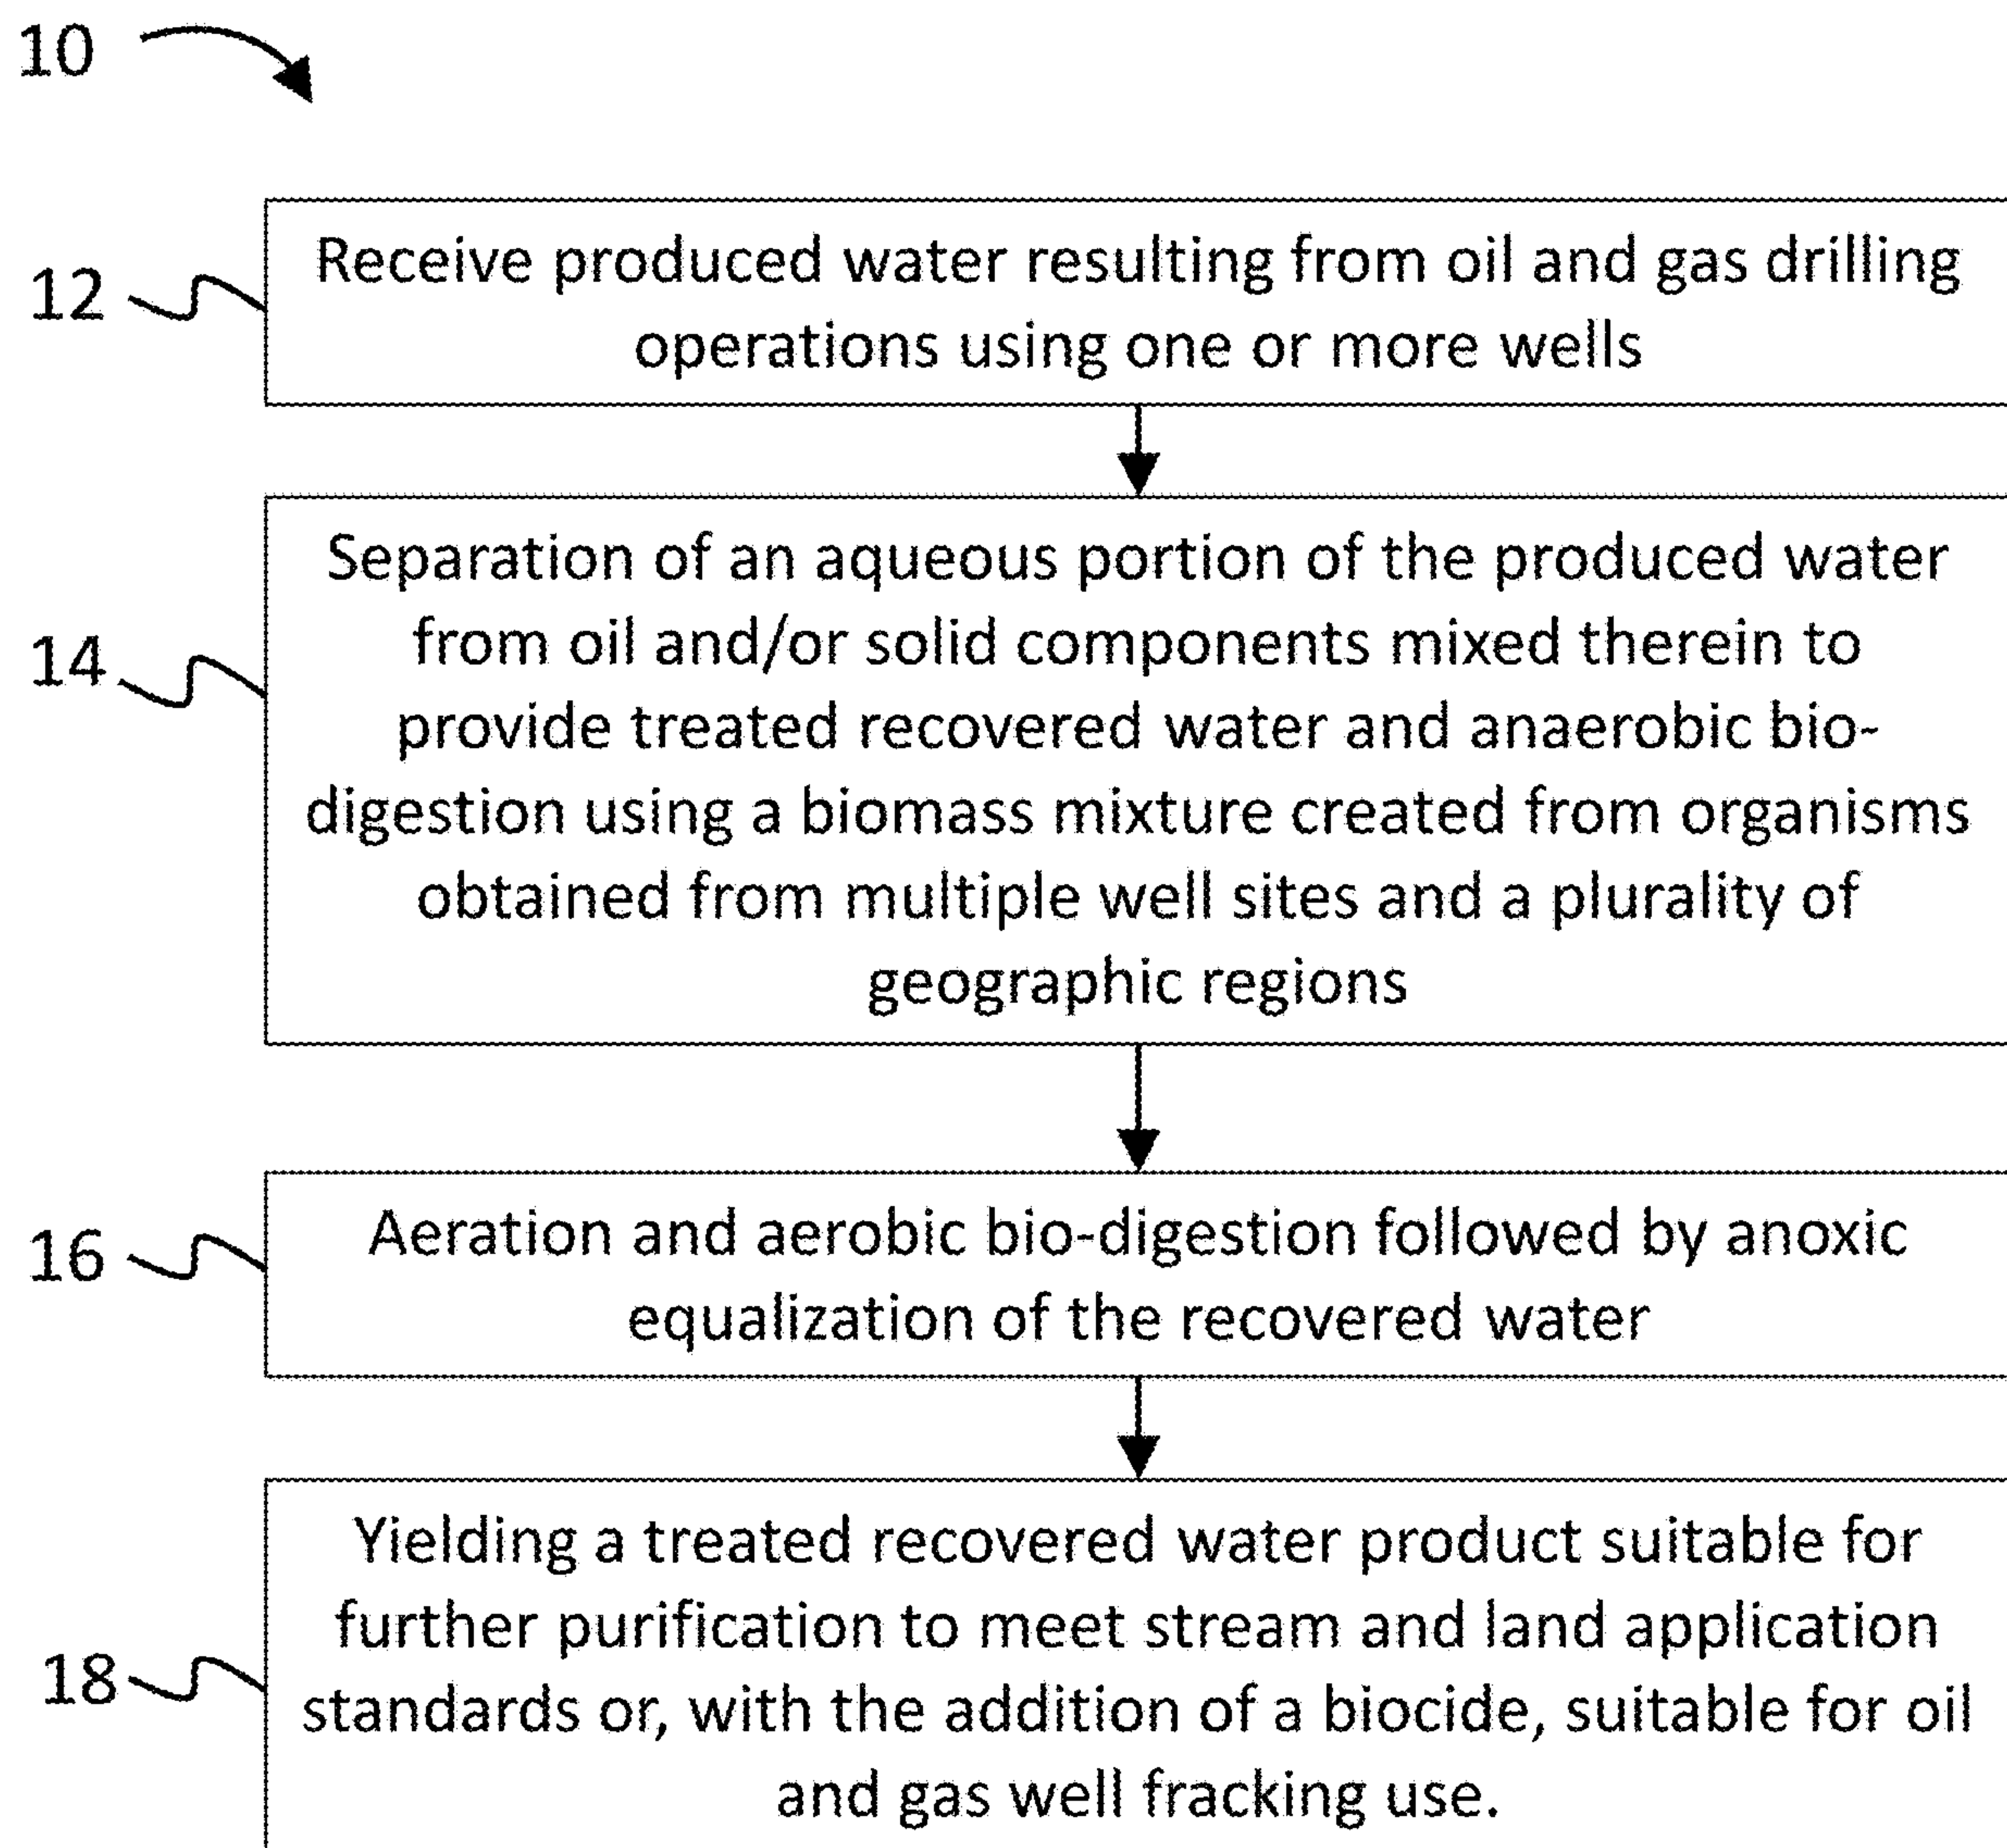 10
12
Receive produced water resulting from oil and gas drilling
operations using one or more wells
14
Separation of an aqueous portion of the produced water
from oil and/or solid components mixed therein to
provide treated recovered water and anaerobic bio-
digestion using a biomass mixture created from organisms
obtained from multiple well sites and a plurality of
geographic regions
16
Aeration and aerobic bio-digestion followed by anoxic
equalization of the recovered water
18
Yielding a treated recovered water product suitable for
further purification to meet stream and land application
standards or, with the addition of a biocide, suitable for oil
and gas well fracking use.